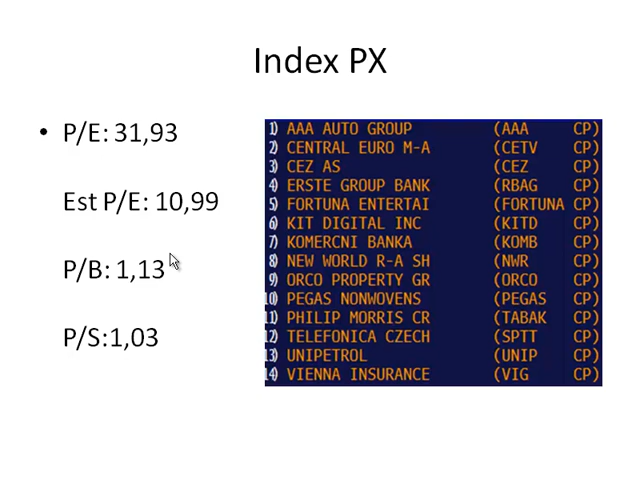 Index PX
• P/E: 31,93
Est P/E: 10,99
P/B: 1,13
P/S:1,03
1) AAA AUTO GROUP (AAA CP)
2) CENTRAL EURO M-A (CETV CP)
3) CEZ AS (CEZ CP)
4) ERSTE GROUP BANK (RBAG CP)
5) FORTUNA ENTERTAI (FORTUNA CP)
6) KIT DIGITAL INC (KITD CP)
7) KOMERCNI BANKA (KOMB CP)
8) NEW WORLD R-A SH (NWR CP)
9) ORCO PROPERTY GR (ORCO CP)
10) PEGAS NONWOVENS (PEGAS CP)
11) PHILIP MORRIS CR (TABAK CP)
12) TELEFONICA CZECH (SPTT CP)
13) UNIPETROL (UNIP CP)
14) VIENNA INSURANCE (VIG CP)